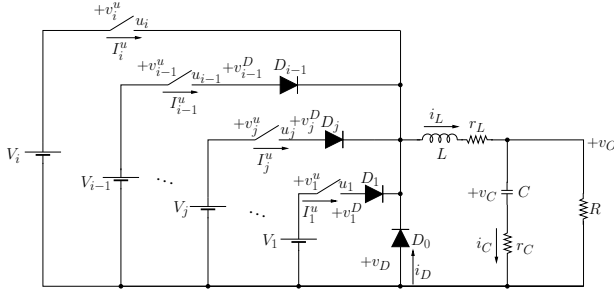 +v_i^u u_i
I_i^u
+v_{i-1}^u u_{i-1} +v_{i-1}^D D_{i-1}
I_{i-1}^u
+v_j^u u_j +v_j^D D_j
I_j^u
i_L r_L
L
+v_O
V_i
V_{i-1} ...
V_j ...
+v_1^u u_1 D_1
I_1^u +v_1^D
+v_C C
R
V_1
D_0
+v_D i_D
i_C r_C